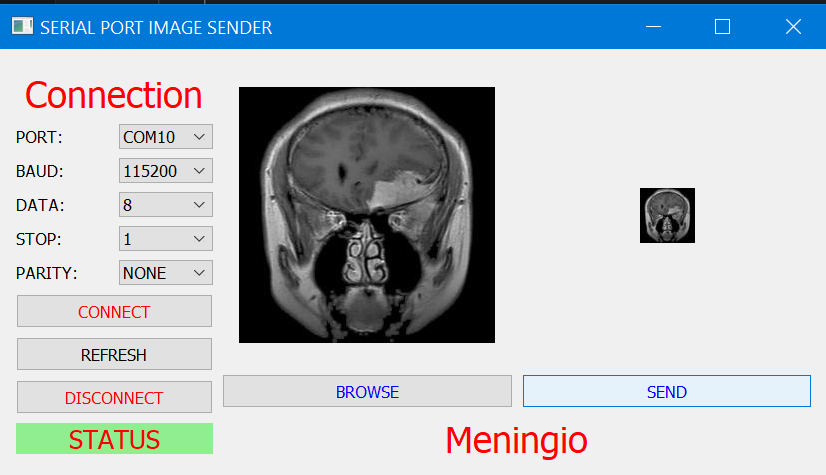 SERIAL PORT IMAGE SENDER
Connection
PORT: COM10
BAUD: 115200
DATA: 8
STOP: 1
PARITY: NONE
CONNECT
REFRESH
DISCONNECT
STATUS
BROWSE
SEND
Meningio